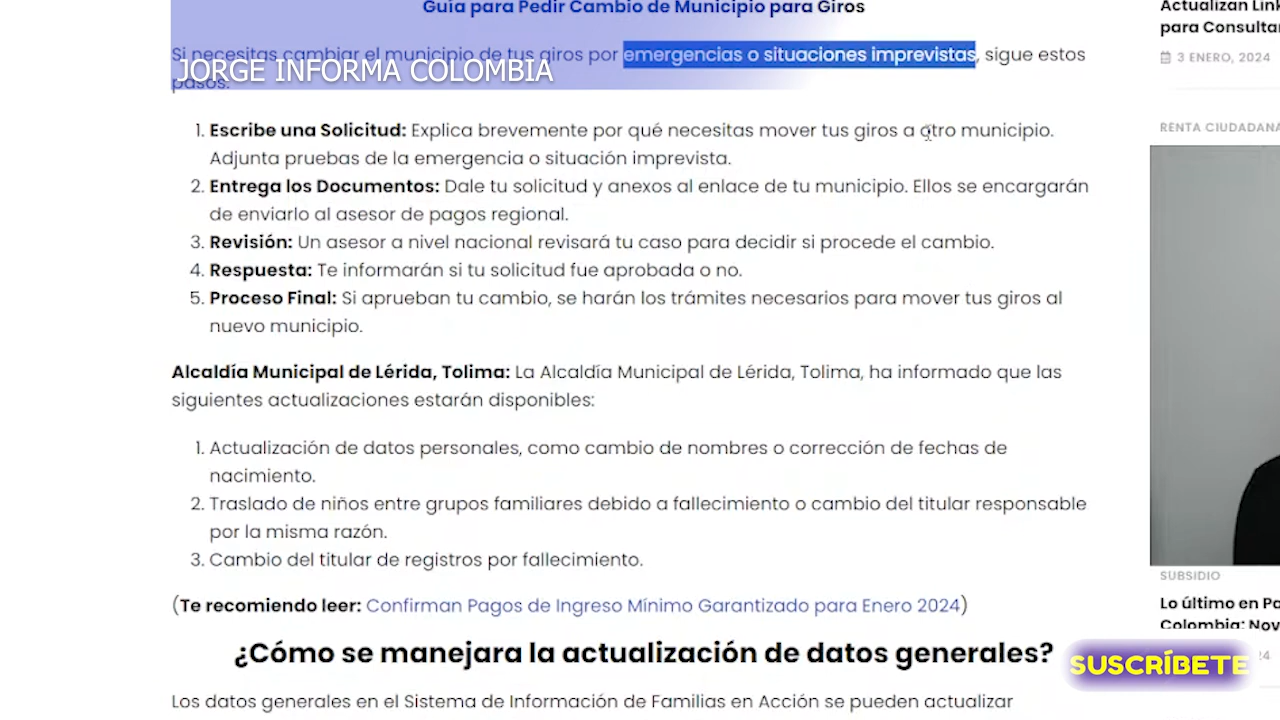 Guía para Pedir Cambio de Municipio para Giros
Si necesitas cambiar el municipio de tus giros por emergencias o situaciones imprevistas, sigue estos
pasos:
JORGE INFORMA COLOMBIA
1. Escribe una Solicitud: Explica brevemente por qué necesitas mover tus giros a otro municipio.
Adjunta pruebas de la emergencia o situación imprevista.
2. Entrega los Documentos: Dale tu solicitud y anexos al enlace de tu municipio. Ellos se encargarán
de enviarlo al asesor de pagos regional.
3. Revisión: Un asesor a nivel nacional revisará tu caso para decidir si procede el cambio.
4. Respuesta: Te informarán si tu solicitud fue aprobada o no.
5. Proceso Final: Si aprueban tu cambio, se harán los trámites necesarios para mover tus giros al
nuevo municipio.
Alcaldía Municipal de Lérida, Tolima: La Alcaldía Municipal de Lérida, Tolima, ha informado que las
siguientes actualizaciones estarán disponibles:
1. Actualización de datos personales, como cambio de nombres o corrección de fechas de
nacimiento.
2. Traslado de niños entre grupos familiares debido a fallecimiento o cambio del titular responsable
por la misma razón.
3. Cambio del titular de registros por fallecimiento.
(Te recomiendo leer: Confirman Pagos de Ingreso Mínimo Garantizado para Enero 2024)
¿Cómo se manejara la actualización de datos generales?
Los datos generales en el Sistema de Información de Familias en Acción se pueden actualizar
Actualizan Link
para Consultar
3 ENERO, 2024
RENTA CIUDADANA
SUBSIDIO
Lo último en Pa
Colombia: Nov
24
SUSCRÍBETE